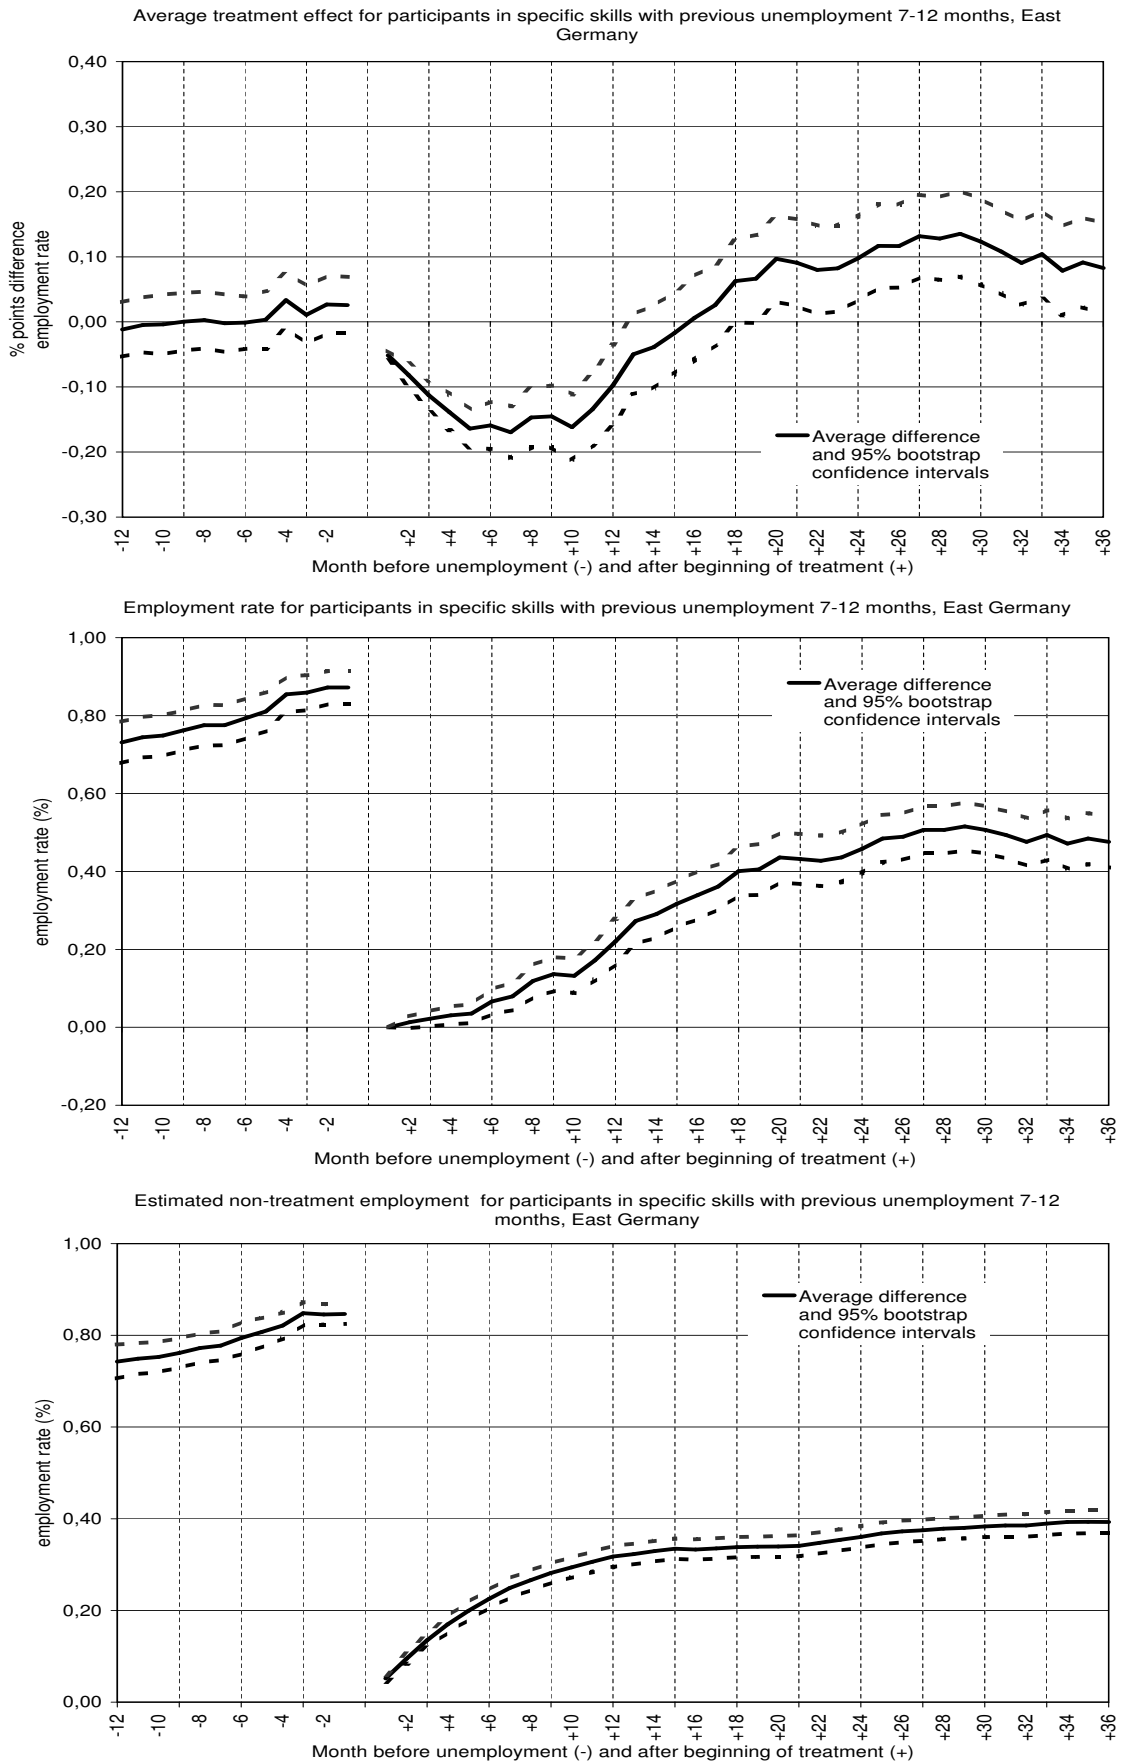 Average treatment effect for participants in specific skills with previous unemployment 7-12 months, East
Germany
0,40
0,30
0,20
0,10
0,00
-0,10
-0,20
-0,30
% points difference
employment rate
Average difference
and 95% bootstrap
confidence intervals
-12 -10 -8 -6 -4 -2 +2 +4 +6 +8 +10 +12 +14 +16 +18 +20 +22 +24 +26 +28 +30 +32 +34 +36
Month before unemployment (-) and after beginning of treatment (+)
Employment rate for participants in specific skills with previous unemployment 7-12 months, East Germany
1,00
0,80
0,60
0,40
0,20
0,00
-0,20
employment rate (%)
Average difference
and 95% bootstrap
confidence intervals
-12 -10 -8 -6 -4 -2 +2 +4 +6 +8 +10 +12 +14 +16 +18 +20 +22 +24 +26 +28 +30 +32 +34 +36
Month before unemployment (-) and after beginning of treatment (+)
Estimated non-treatment employment for participants in specific skills with previous unemployment 7-12
months, East Germany
1,00
0,80
0,60
0,40
0,20
0,00
employment rate (%)
Average difference
and 95% bootstrap
confidence intervals
-12 -10 -8 -6 -4 -2 +2 +4 +6 +8 +10 +12 +14 +16 +18 +20 +22 +24 +26 +28 +30 +32 +34 +36
Month before unemployment (-) and after beginning of treatment (+)